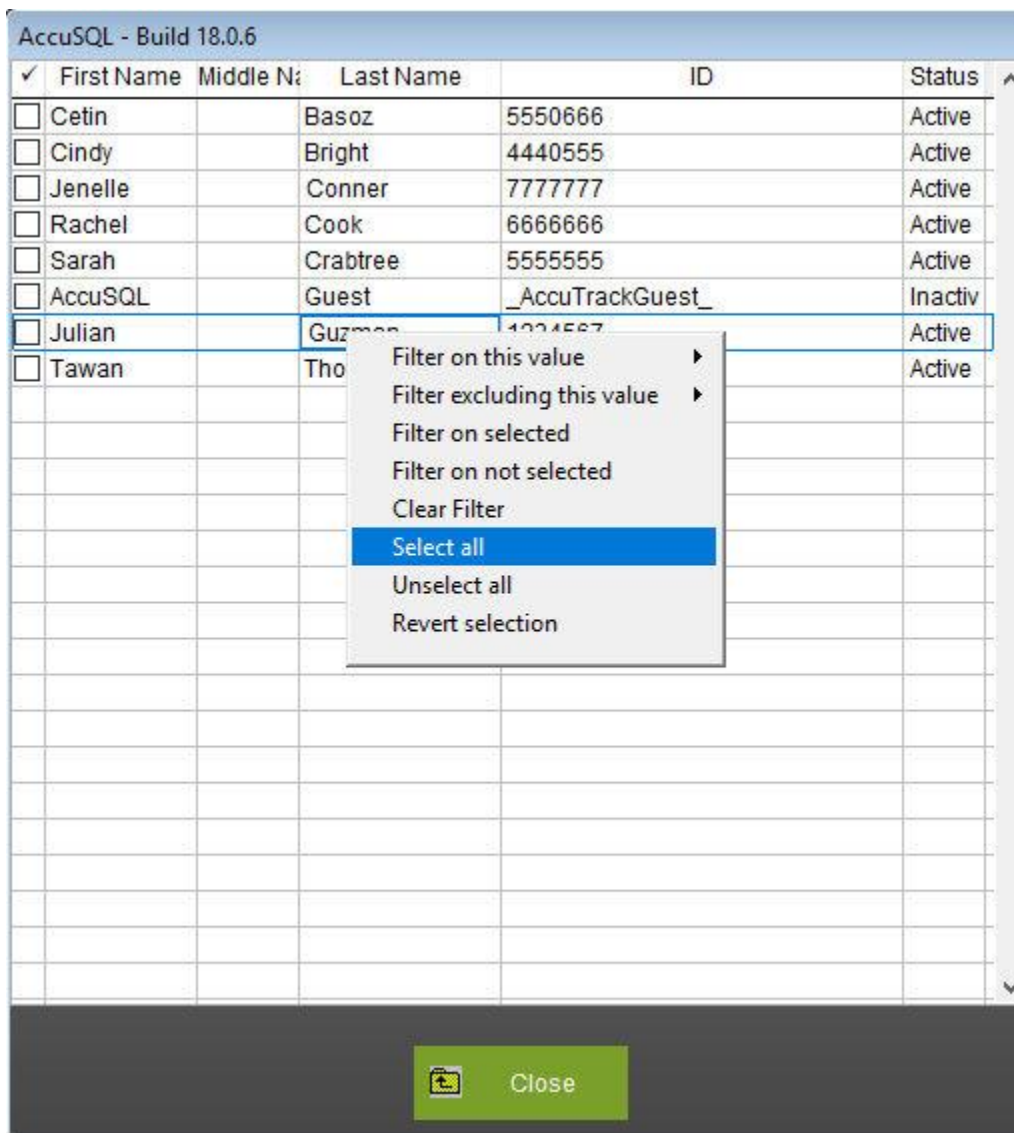 AccuSQL - Build 18.0.6
✓ First Name Middle Na Last Name ID Status
Cetin Basoz 5550666 Active
Cindy Bright 4440555 Active
Jenelle Conner 7777777 Active
Rachel Cook 6666666 Active
Sarah Crabtree 5555555 Active
AccuSQL Guest _AccuTrackGuest_ Inactiv
Julian Guzman 1234567 Active
Tawan Tho Active
Filter on this value
Filter excluding this value
Filter on selected
Filter on not selected
Clear Filter
Select all
Unselect all
Revert selection
Close